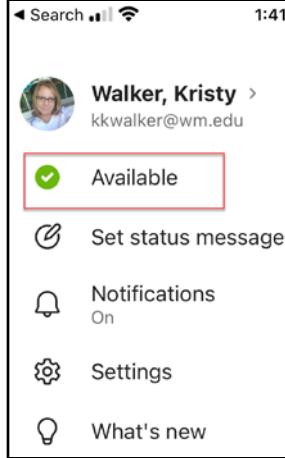 Search
1:41
Walker, Kristy
kkwalker@wm.edu
Available
Set status message
Notifications
On
Settings
What's new